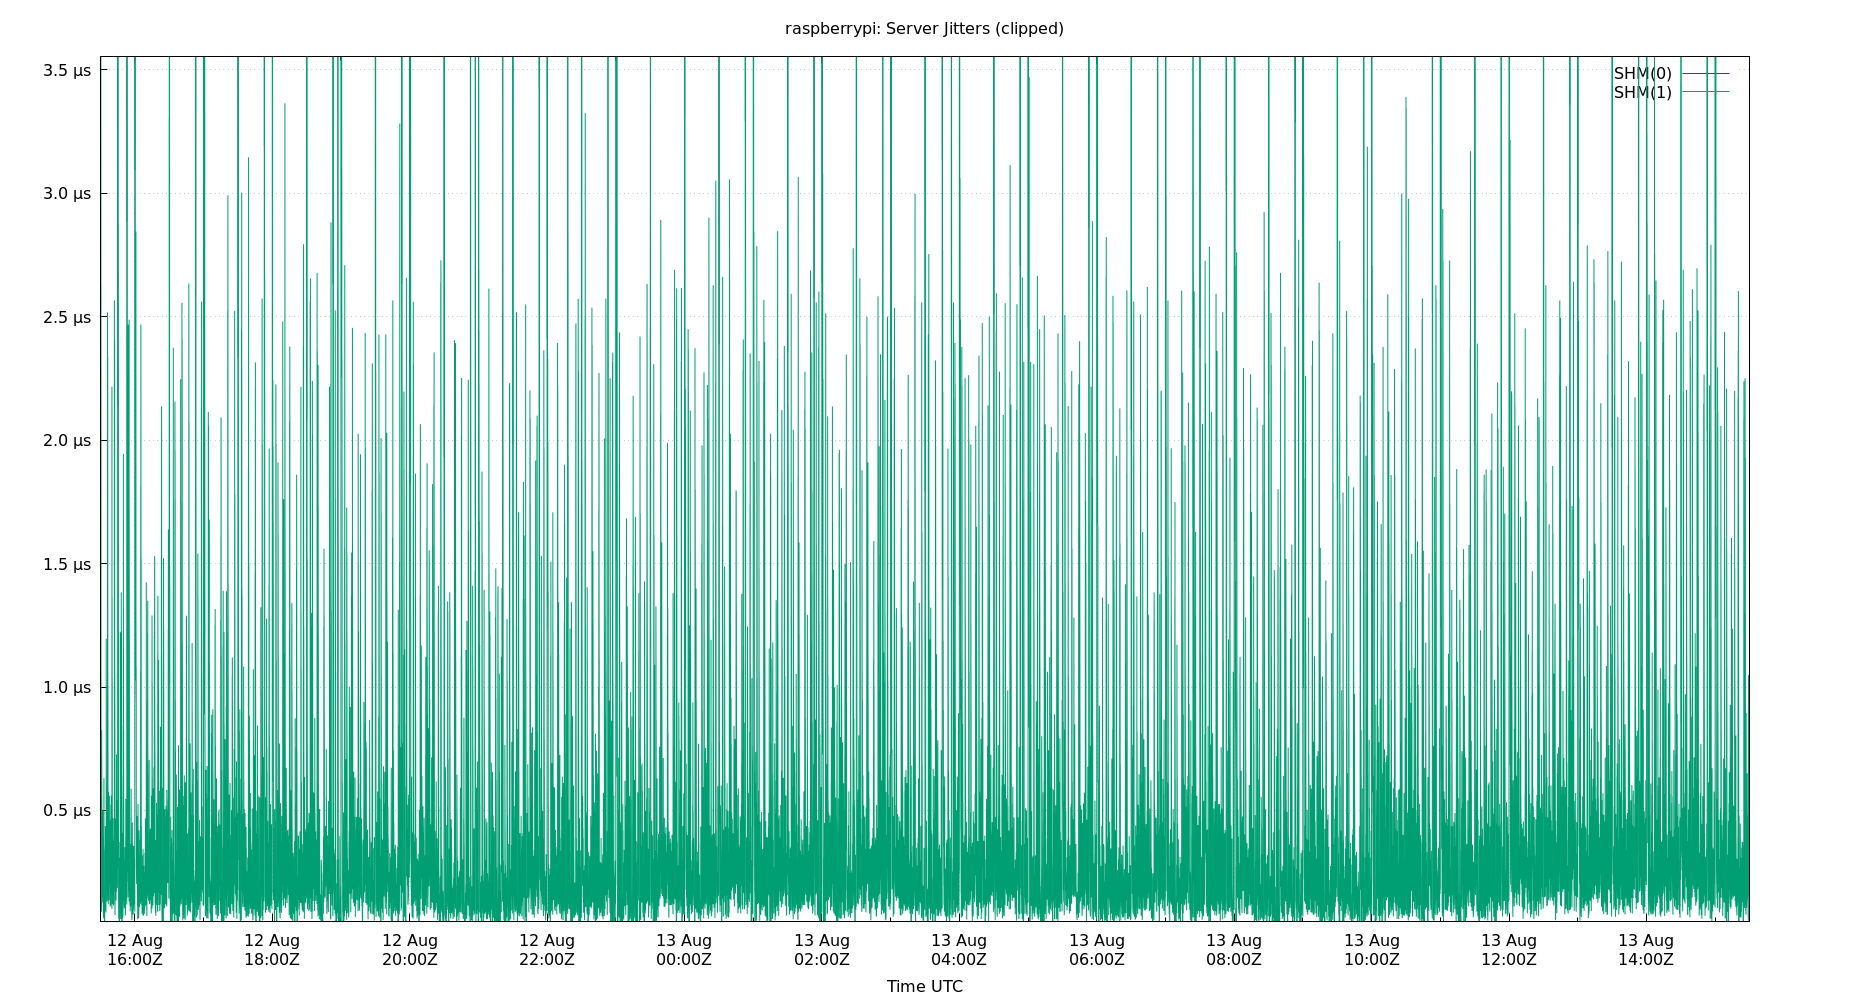 raspberrypi: Server Jitters (clipped)
3.5 µs
3.0 µs
2.5 µs
2.0 µs
1.5 µs
1.0 µs
0.5 µs
SHM(0)
SHM(1)
12 Aug 12 Aug 12 Aug 12 Aug 13 Aug 13 Aug 13 Aug 13 Aug 13 Aug 13 Aug 13 Aug 13 Aug
16:00Z 18:00Z 20:00Z 22:00Z 00:00Z 02:00Z 04:00Z 06:00Z 08:00Z 10:00Z 12:00Z 14:00Z
Time UTC